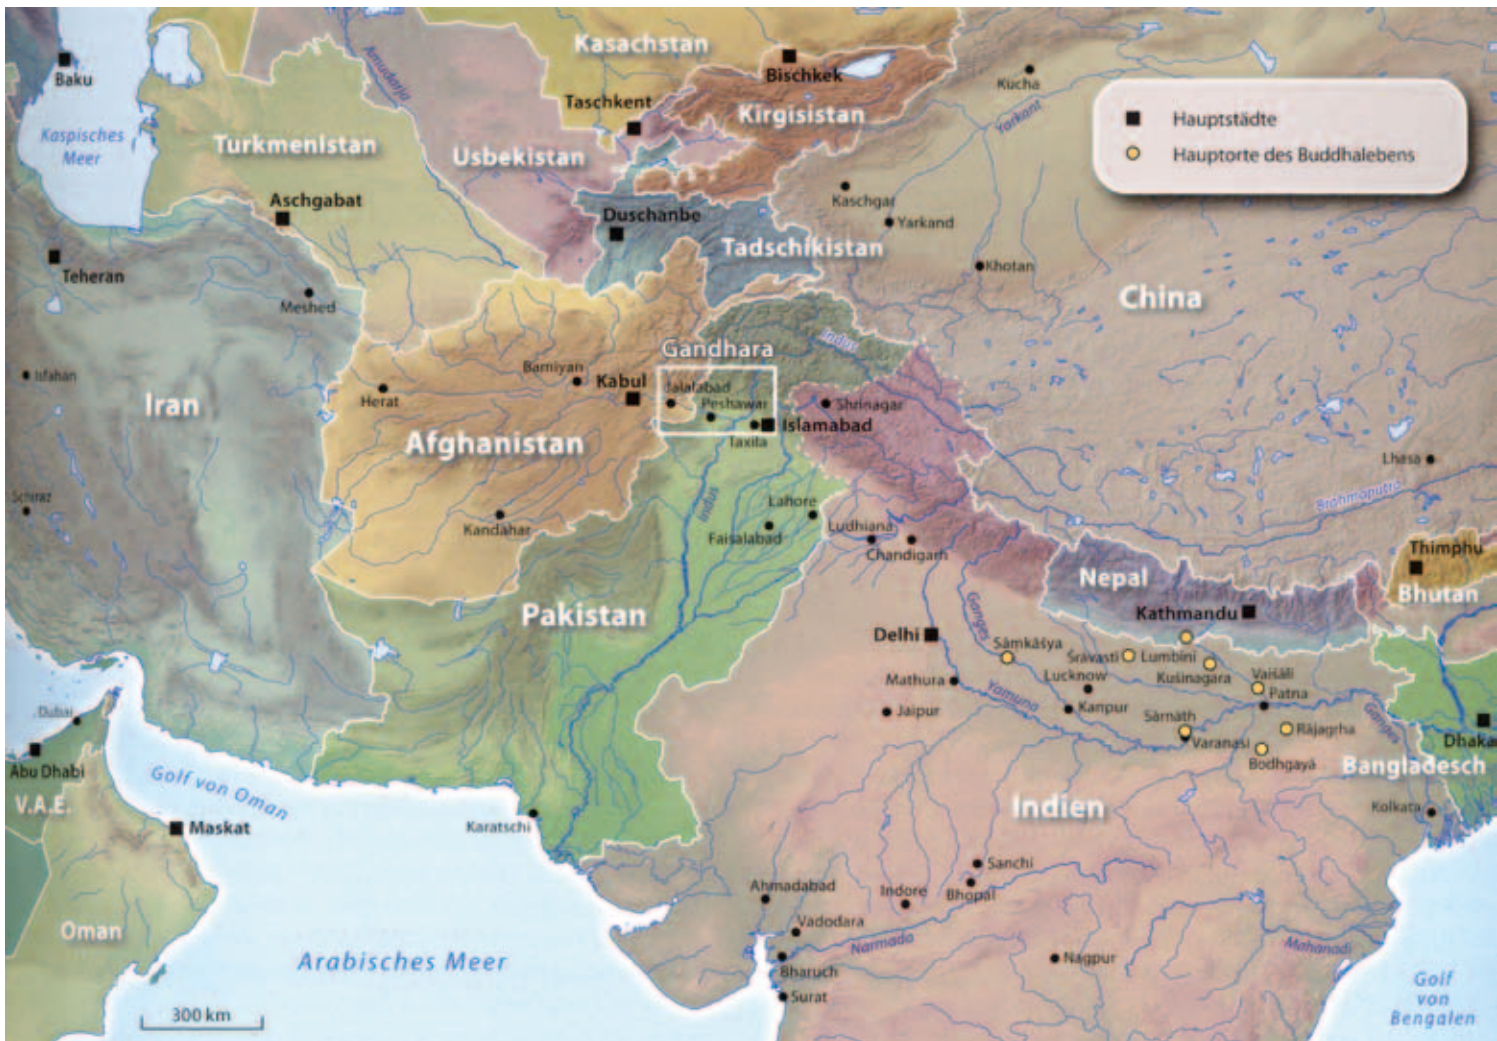 Kasachstan
Baku
Bischkek
Kucha
Amudarja
Taschkent
Kirgisistan
Yarkant
Hauptstädte
Hauptorte des Buddhalebens
Kaspisches
Meer
Turkmenistan
Usbekistan
Kaschgar
Aschgabat
Duschanbe
Yarkand
Tadschikistan
Teheran
Khotan
Meshed
China
Indus
Gandhara
Isfahan
Bamiyan
Kabul
Jalalabad
Iran
Herat
Peshawar
Shrinagar
Islamabad
Afghanistan
Taxila
Lhasa
Schiraz
Indus
Lahore
Brahmaputra
Kandahar
Faisalabad
Ludhiana
Chandigarh
Thimphu
Nepal
Bhutan
Pakistan
Ganges
Kathmandu
Delhi
Sāmkāśya
Śravasti
Lumbini
Kuśinagara
Vaiśālī
Lucknow
Mathura
Yamuna
Patna
Dubai
Jaipur
Kanpur
Sārnāth
Ganges
Rājagrha
Varanasi
Dhaka
Abu Dhabi
Golf von Oman
Bodhgayā
Bangladesch
V.A.E.
Indien
Kolkata
Maskat
Karatschi
Sanchi
Ahmadabad
Indore
Bhopal
Vadodara
Oman
Narmada
Mahanadi
Arabisches Meer
Nagpur
Bharuch
Surat
Golf
von
Bengalen
300 km